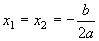 x₁ = x₂ = −b/2a